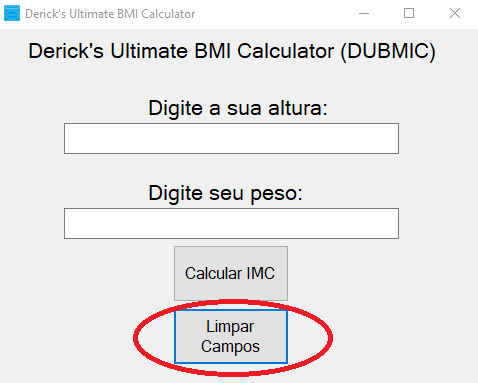 Derick's Ultimate BMI Calculator
Derick's Ultimate BMI Calculator (DUBMIC)
Digite a sua altura:
Digite seu peso:
Calcular IMC
Limpar
Campos